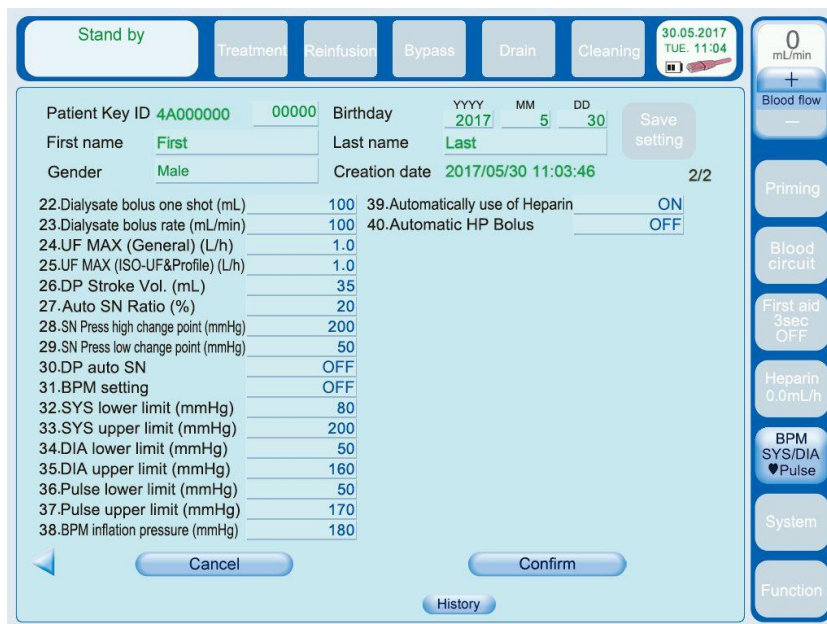 Stand by
Treatment
Reinfusion
Bypass
Drain
Cleaning
30.05.2017
TUE. 11:04
0
mL/min
+
Blood flow
—
Patient Key ID 4A000000 00000
Birthday YYYY 2017 MM 5 DD 30
Save
setting
First name First
Last name Last
Gender Male
Creation date 2017/05/30 11:03:46
2/2
22.Dialysate bolus one shot (mL) 100
23.Dialysate bolus rate (mL/min) 100
24.UF MAX (General) (L/h) 1.0
25.UF MAX (ISO-UF&Profile) (L/h) 1.0
26.DP Stroke Vol. (mL) 35
27.Auto SN Ratio (%) 20
28.SN Press high change point (mmHg) 200
29.SN Press low change point (mmHg) 50
30.DP auto SN OFF
31.BPM setting OFF
32.SYS lower limit (mmHg) 80
33.SYS upper limit (mmHg) 200
34.DIA lower limit (mmHg) 50
35.DIA upper limit (mmHg) 160
36.Pulse lower limit (mmHg) 50
37.Pulse upper limit (mmHg) 170
38.BPM inflation pressure (mmHg) 180
39.Automatically use of Heparin ON
40.Automatic HP Bolus OFF
Cancel
Confirm
History
Priming
Blood
circuit
First aid
3sec
OFF
Heparin
0.0mL/h
BPM
SYS/DIA
♥Pulse
System
Function